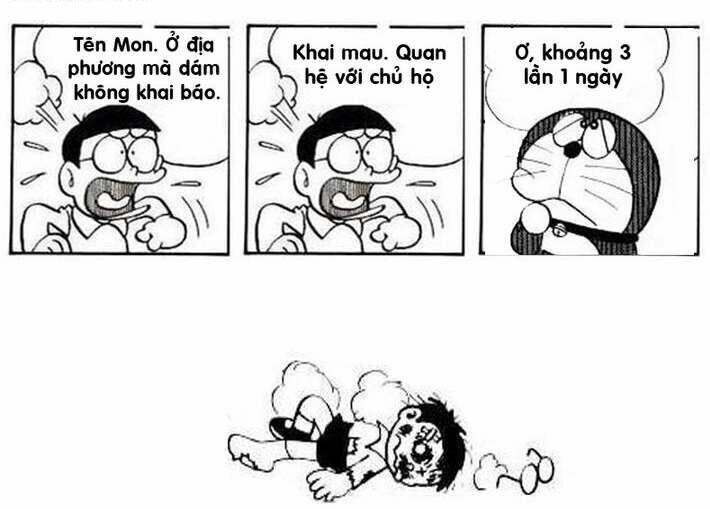 Tên Mon. Ở địa
phương mà dám
không khai báo.
Khai mau. Quan
hệ với chủ hộ
Ơ, khoảng 3
lần 1 ngày